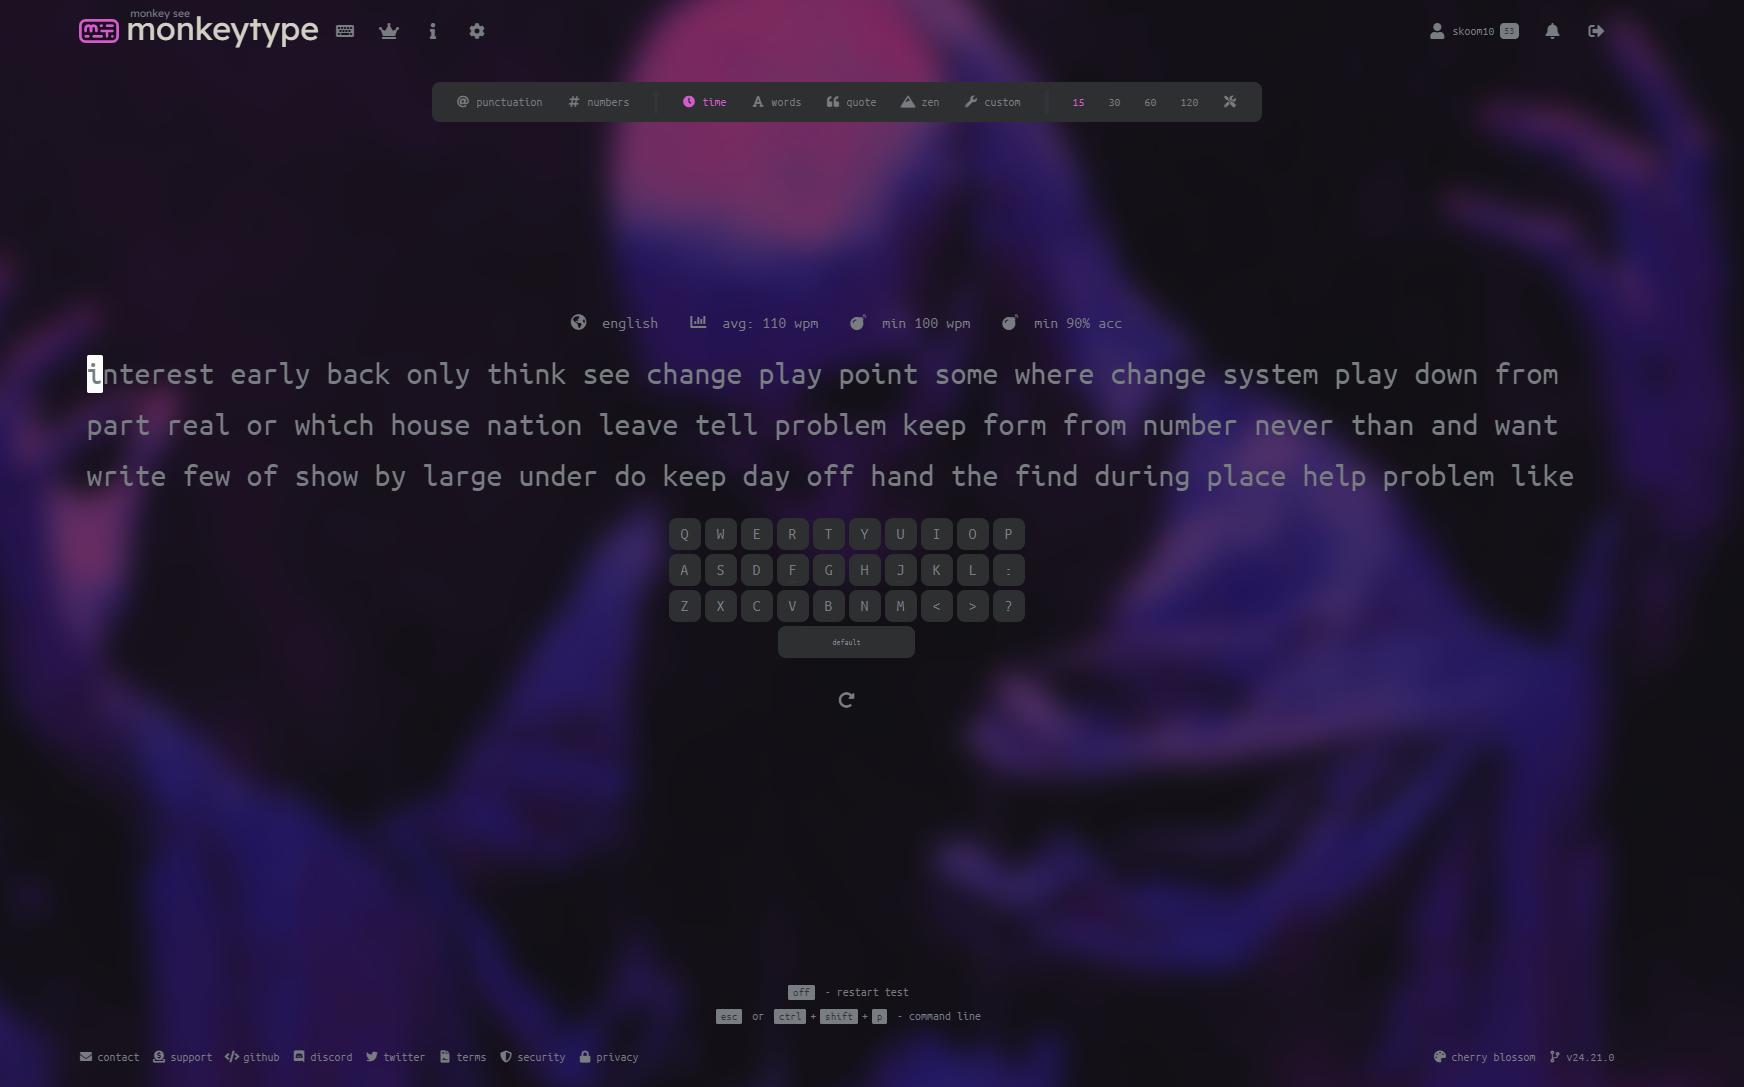 monkey see
monkeytype
skoom10 53
@ punctuation # numbers time A words quote zen custom 15 30 60 120
english avg: 110 wpm min 100 wpm min 90% acc
interest early back only think see change play point some where change system play down from
part real or which house nation leave tell problem keep form from number never than and want
write few of show by large under do keep day off hand the find during place help problem like
Q W E R T Y U I O P
A S D F G H J K L :
Z X C V B N M < > ?
default
off - restart test
esc or ctrl + shift + p - command line
contact support github discord twitter terms security privacy cherry blossom v24.21.0